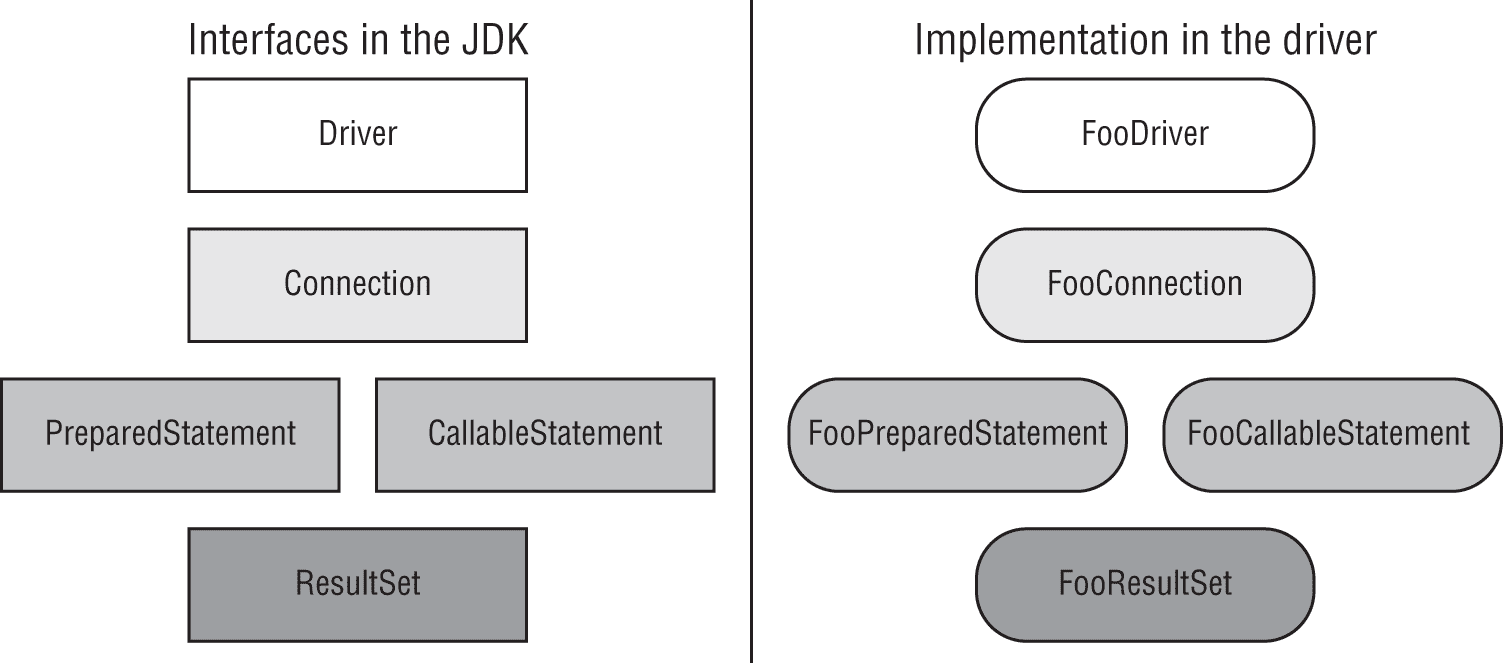 Interfaces in the JDK
Driver
Connection
PreparedStatement
CallableStatement
ResultSet
Implementation in the driver
FooDriver
FooConnection
FooPreparedStatement
FooCallableStatement
FooResultSet